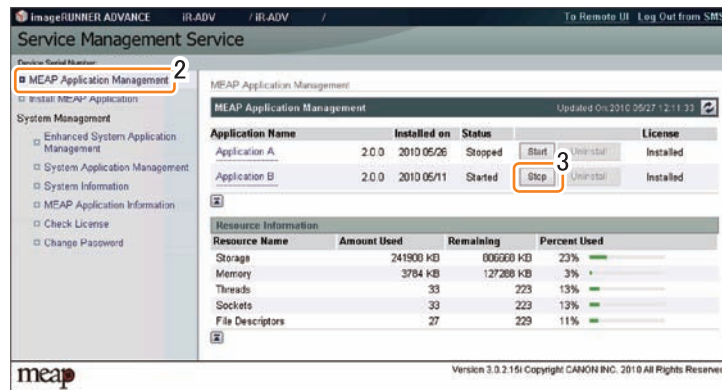 imageRUNNER ADVANCE iR-ADV / iR-ADV / To Remote UI Log Out from SMS
Service Management Service
Device Serial Number:
MEAP Application Management 2
Install MEAP Application
System Management
Enhanced System Application
Management
System Application Management
System Information
MEAP Application Information
Check License
Change Password
MEAP Application Management
MEAP Application Management Updated On:2010 05/27 12:11:33
Application Name Installed on Status License
Application A 2.0.0 2010 05/26 Stopped Start Uninstall Installed
3
Application B 2.0.0 2010 05/11 Started Stop Uninstall Installed
Resource Information
Resource Name Amount Used Remaining Percent Used
Storage 241908 KB 806668 KB 23%
Memory 3784 KB 127288 KB 3%
Threads 33 223 13%
Sockets 33 223 13%
File Descriptors 27 229 11%
meap Version 3.0.2.15i Copyright CANON INC. 2010 All Rights Reserve